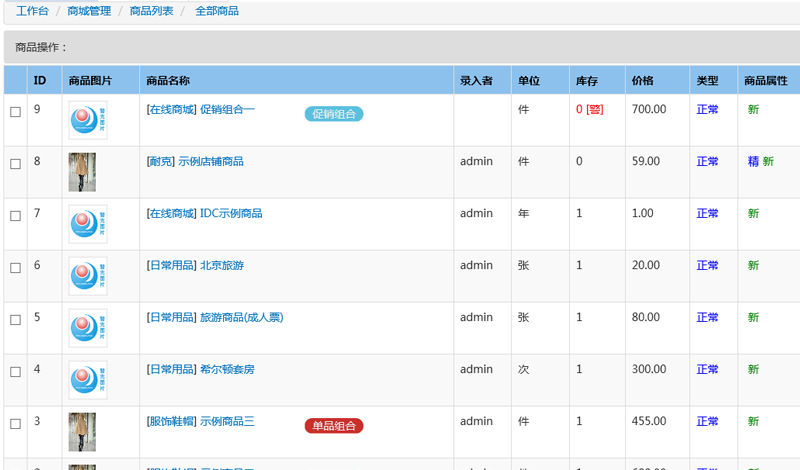 工作台 / 商城管理 / 商品列表 / 全部商品
商品操作：
ID 商品图片 商品名称 录入者 单位 库存 价格 类型 商品属性
9 暂无图片 [在线商城] 促销组合一 促销组合 件 0 [警] 700.00 正常 新
8 [耐克] 示例店铺商品 admin 件 0 59.00 正常 精 新
7 暂无图片 [在线商城] IDC示例商品 admin 年 1 1.00 正常 新
6 暂无图片 [日常用品] 北京旅游 admin 张 1 20.00 正常 新
5 暂无图片 [日常用品] 旅游商品(成人票) admin 张 1 80.00 正常 新
4 暂无图片 [日常用品] 希尔顿套房 admin 次 1 300.00 正常 新
3 [服饰鞋帽] 示例商品三 单品组合 admin 件 1 455.00 正常 新